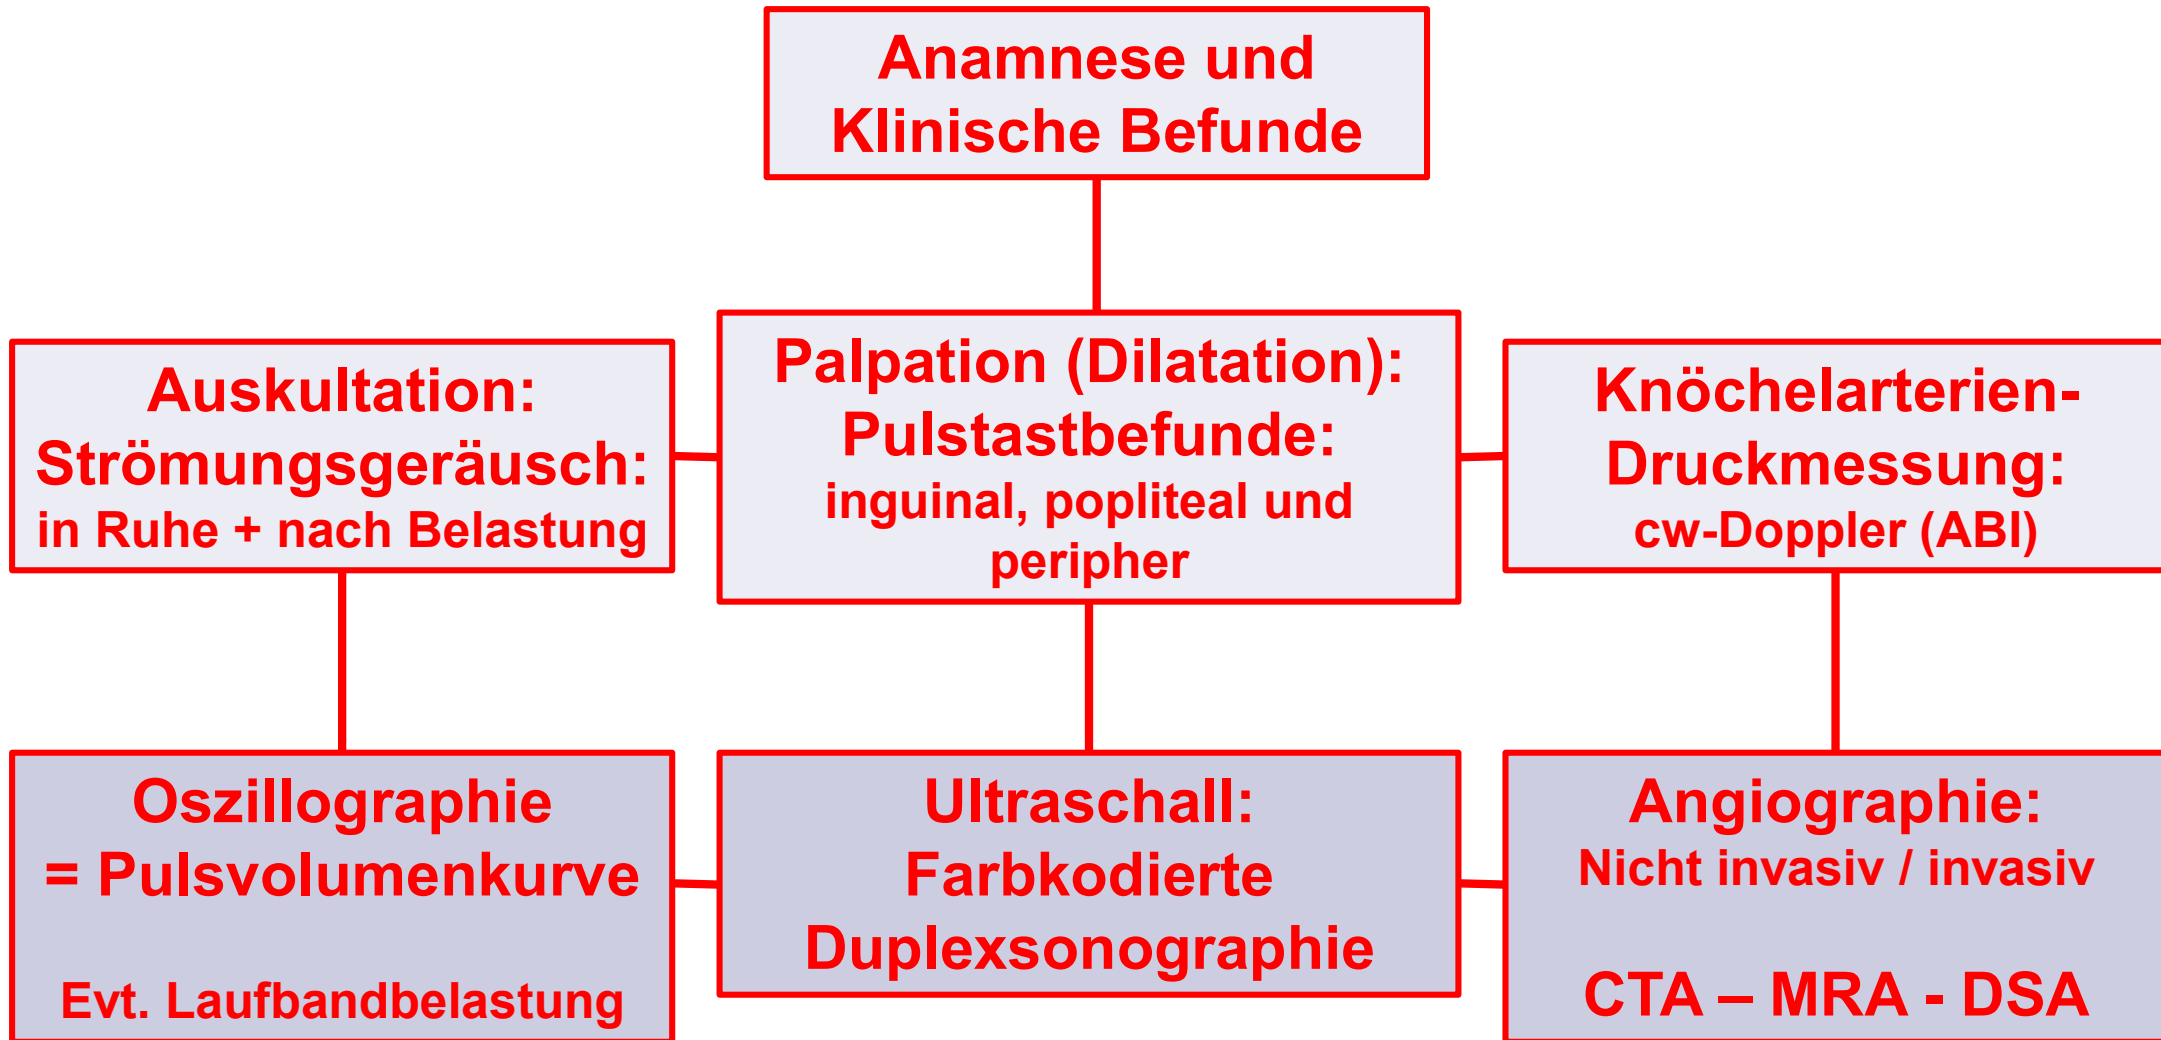 Anamnese und
Klinische Befunde
Auskultation:
Strömungsgeräusch:
in Ruhe + nach Belastung
Palpation (Dilatation):
Pulstastbefunde:
inguinal, popliteal und
peripher
Knöchelarterien-
Druckmessung:
cw-Doppler (ABI)
Oszillographie
= Pulsvolumenkurve
Evt. Laufbandbelastung
Ultraschall:
Farbkodierte
Duplexsonographie
Angiographie:
Nicht invasiv / invasiv
CTA – MRA - DSA